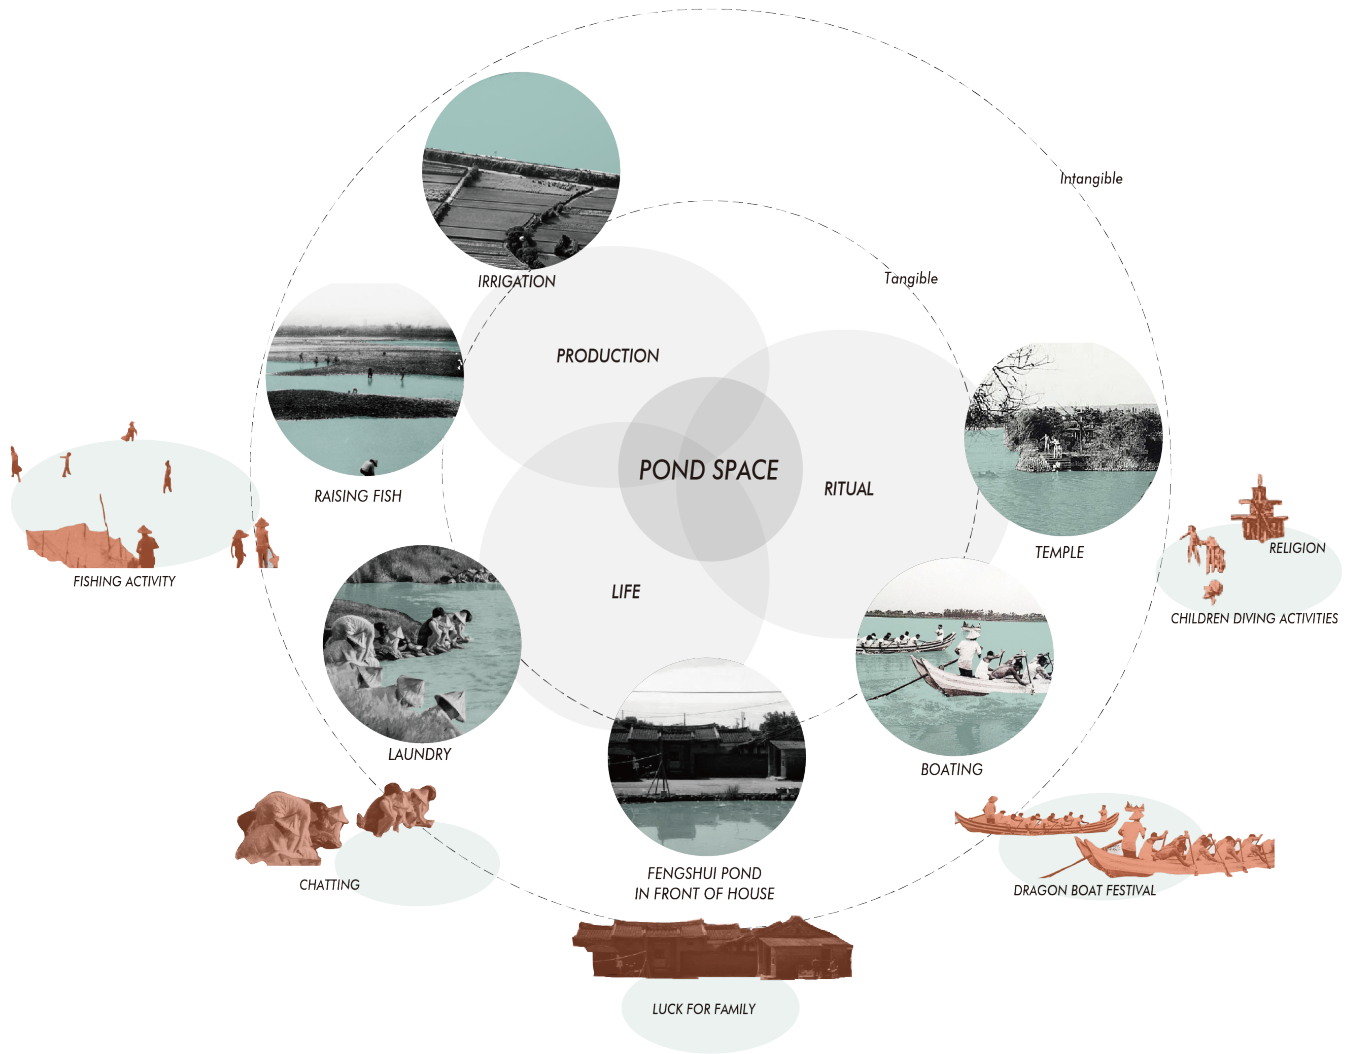 Intangible
Tangible
IRRIGATION
PRODUCTION
POND SPACE
RITUAL
LIFE
RAISING FISH
FISHING ACTIVITY
TEMPLE
RELIGION
CHILDREN DIVING ACTIVITIES
LAUNDRY
BOATING
CHATTING
FENGSHUI POND
IN FRONT OF HOUSE
DRAGON BOAT FESTIVAL
LUCK FOR FAMILY